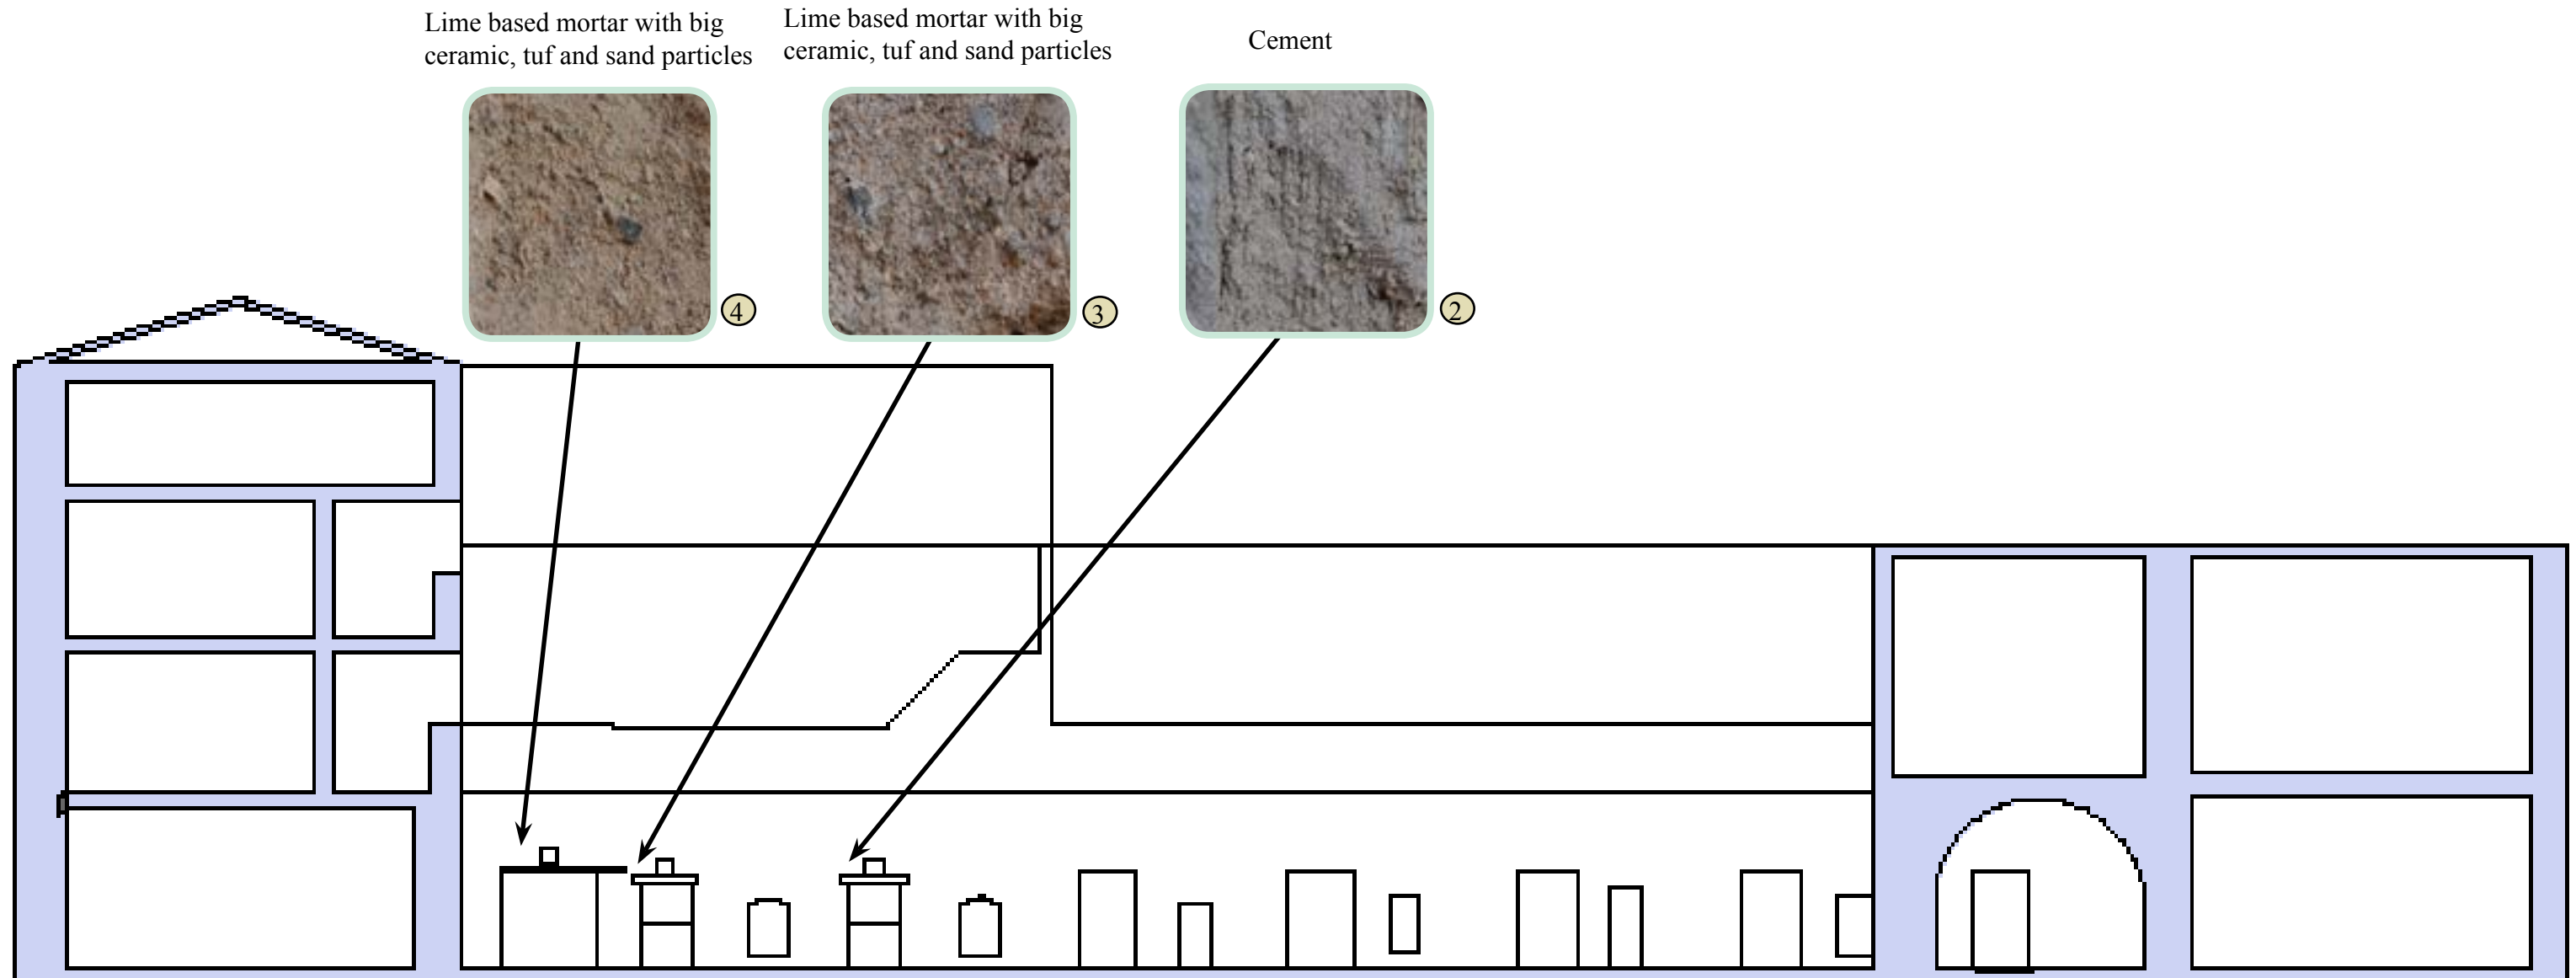 Lime based mortar with big
ceramic, tuf and sand particles
Lime based mortar with big
ceramic, tuf and sand particles
Cement
4
3
2